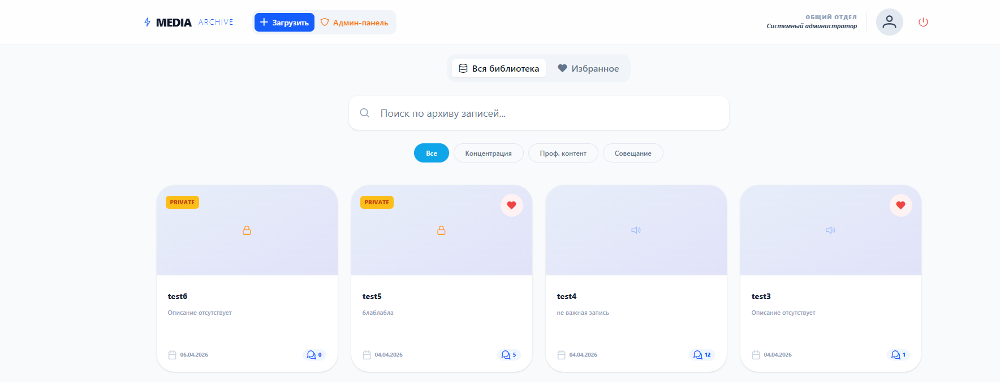 MEDIA ARCHIVE
Загрузить
Админ-панель
ОБЩИЙ ОТДЕЛ
Системный администратор
Вся библиотека
Избранное
Поиск по архиву записей...
Все
Концентрация
Проф. контент
Совещание
PRIVATE
test6
Описание отсутствует
06.04.2026
0
PRIVATE
test5
блаблабла
04.04.2026
5
test4
не важная запись
04.04.2026
12
test3
Описание отсутствует
04.04.2026
1